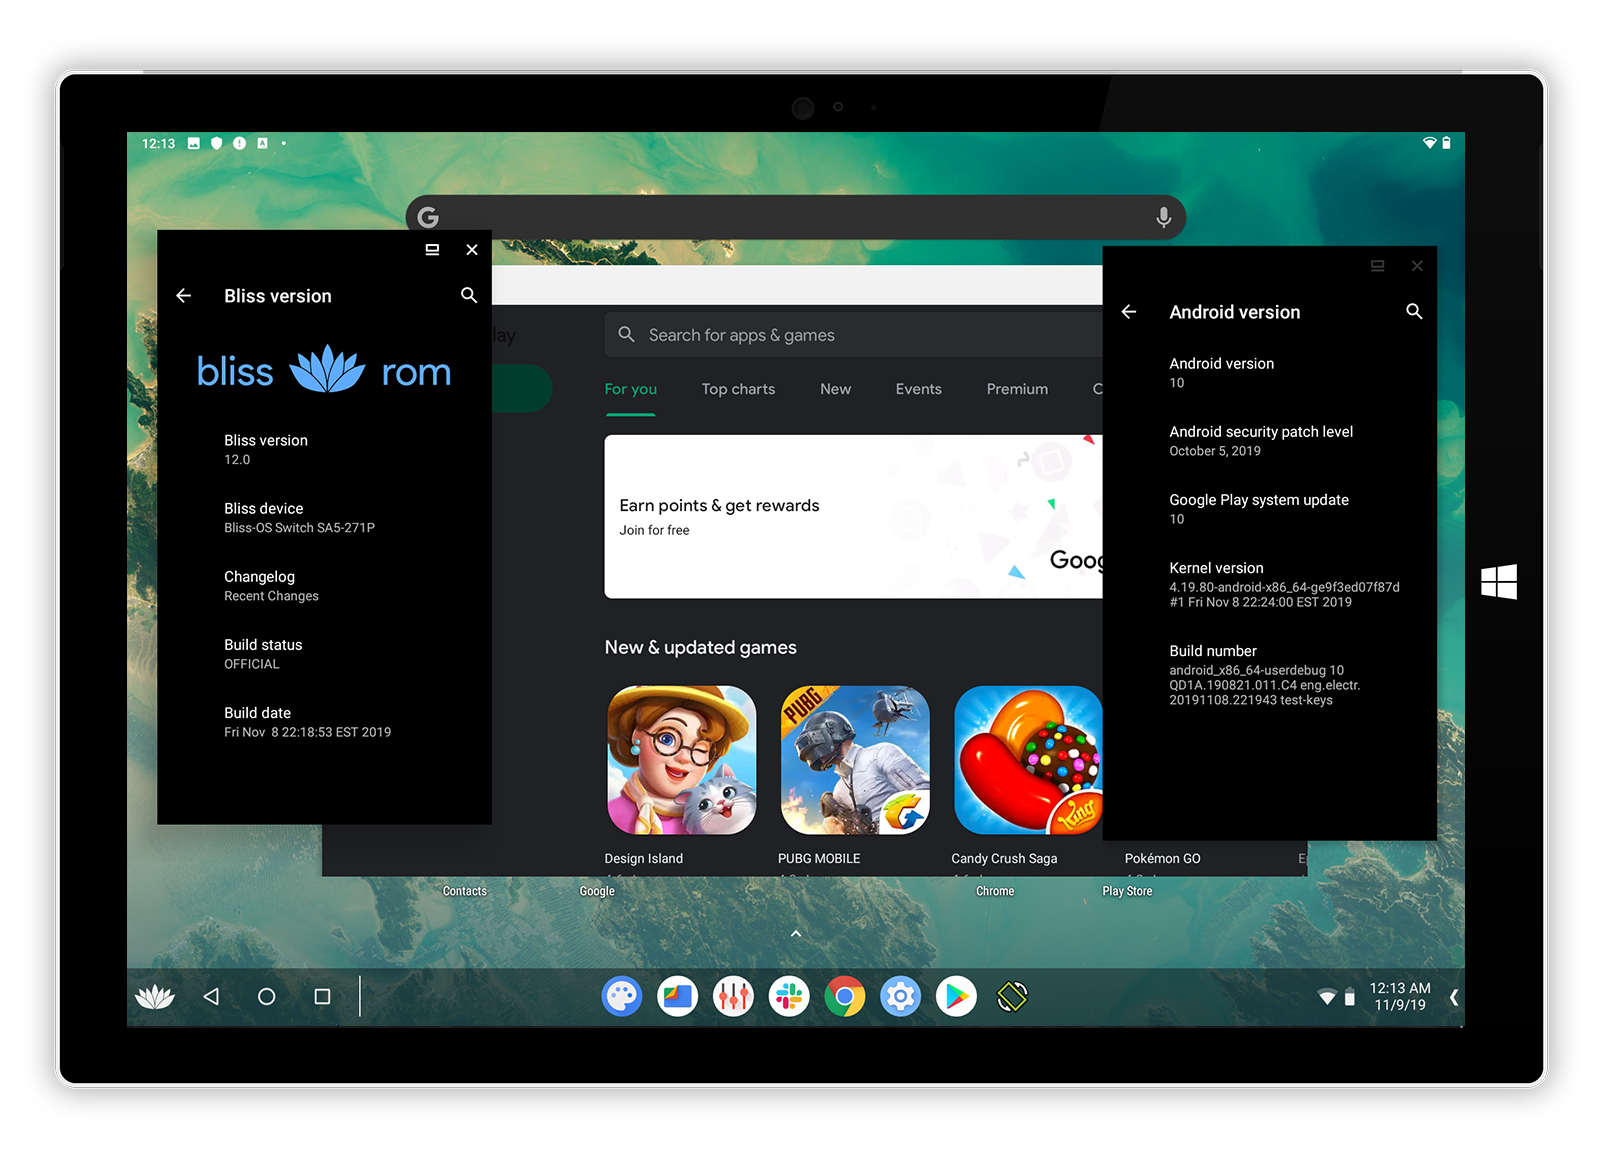 12:13
Bliss version
bliss rom
Bliss version
12.0
Bliss device
Bliss-OS Switch SA5-271P
Changelog
Recent Changes
Build status
OFFICIAL
Build date
Fri Nov  8 22:18:53 EST 2019
lay
Search for apps & games
For you
Top charts
New
Events
Premium
C
Earn points & get rewards
Join for free
Goog
New & updated games
PUBG
King
Design Island
PUBG MOBILE
Candy Crush Saga
Pokémon GO
Android version
Android version
10
Android security patch level
October 5, 2019
Google Play system update
10
Kernel version
4.19.80-android-x86_64-ge9f3ed07f87d
#1 Fri Nov 8 22:24:00 EST 2019
Build number
android_x86_64-userdebug 10
QD1A.190821.011.C4 eng.electr.
20191108.221943 test-keys
Contacts
Google
Chrome
Play Store
12:13 AM
11/9/19